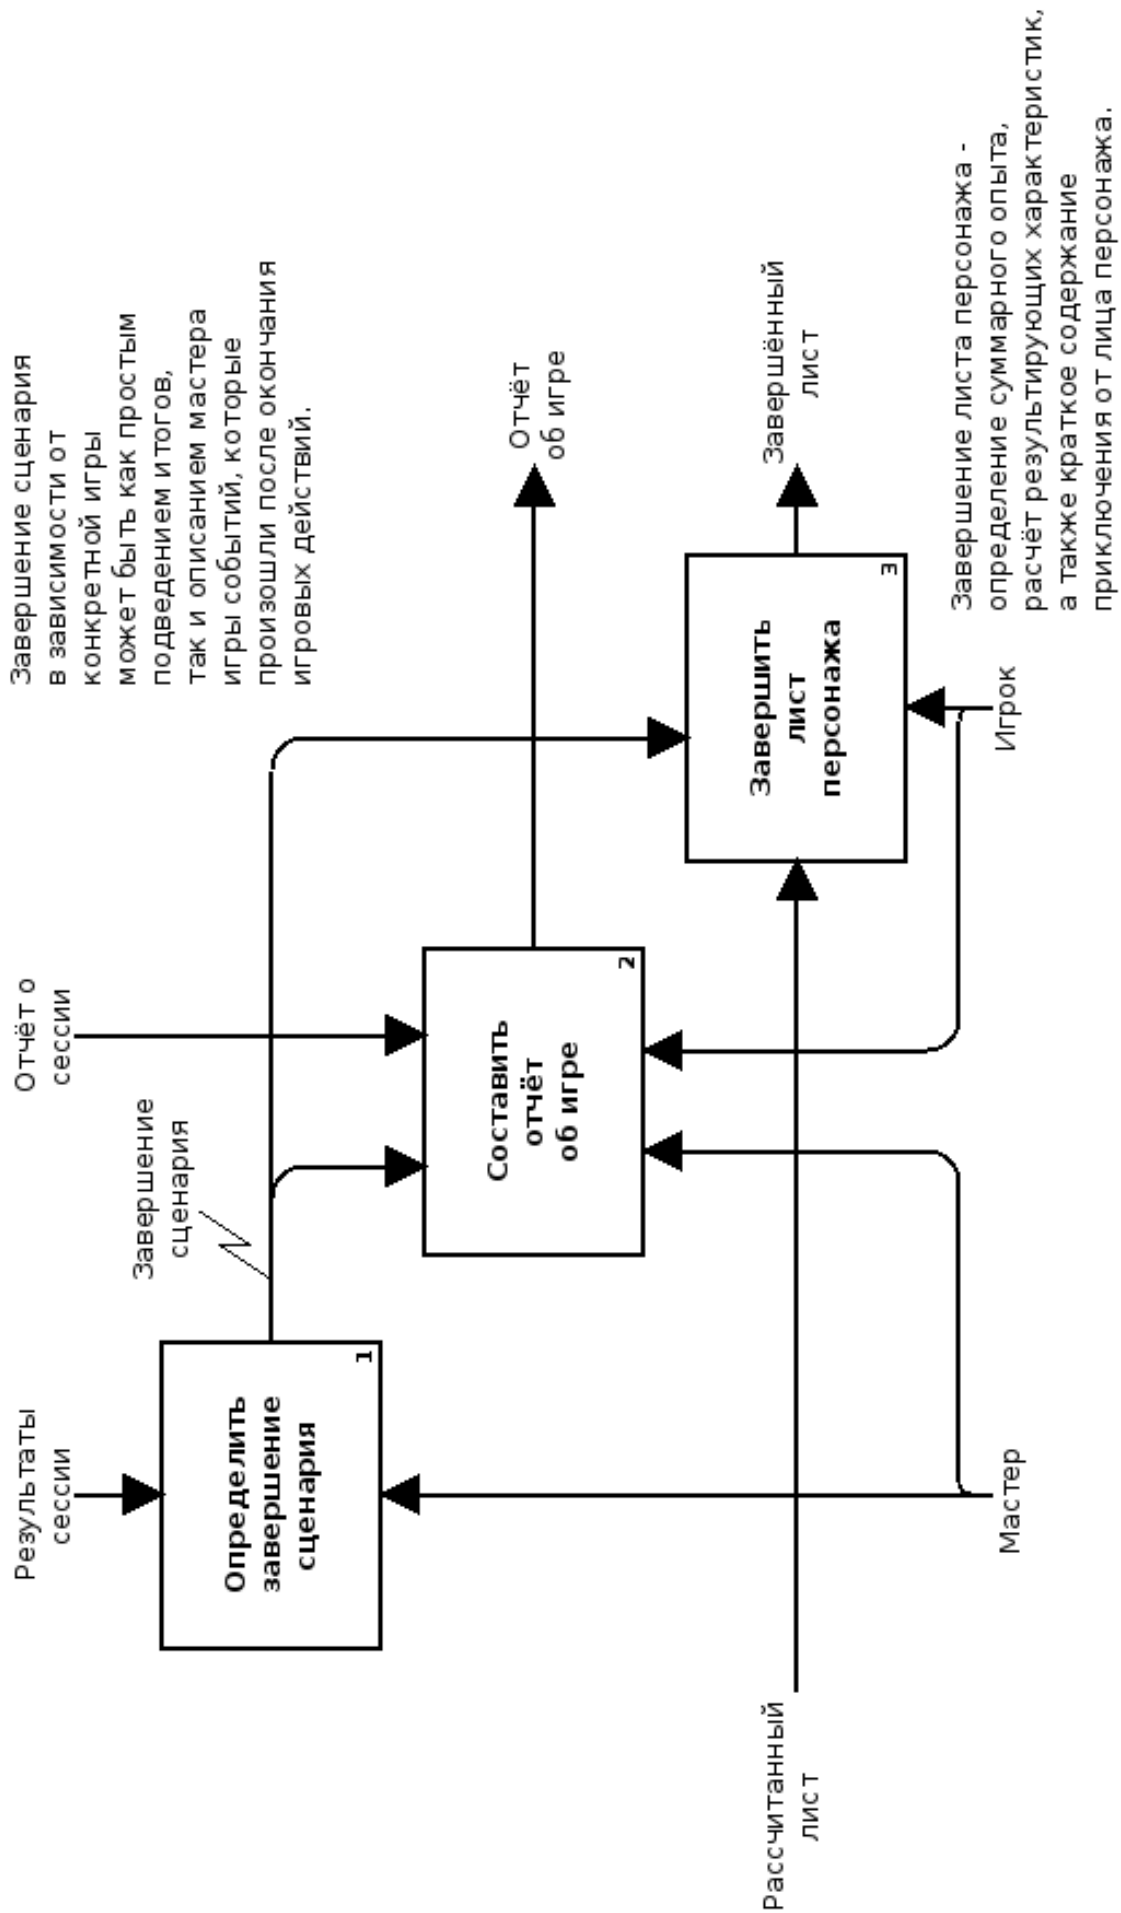 Результаты
сессии
Отчёт о
сессии
Завершение сценария
в зависимости от
конкретной игры
может быть как простым
подведением итогов,
так и описанием мастера
игры событий, которые
произошли после окончания
игровых действий.
Завершение
сценария
Определить
завершение
сценария
1
Составить
отчёт
об игре
2
Отчёт
об игре
Рассчитанный
лист
Завершить
лист
персонажа
3
Завершённый
лист
Мастер
Игрок
Завершение листа персонажа -
определение суммарного опыта,
расчёт результирующих характеристик,
а также краткое содержание
приключения от лица персонажа.